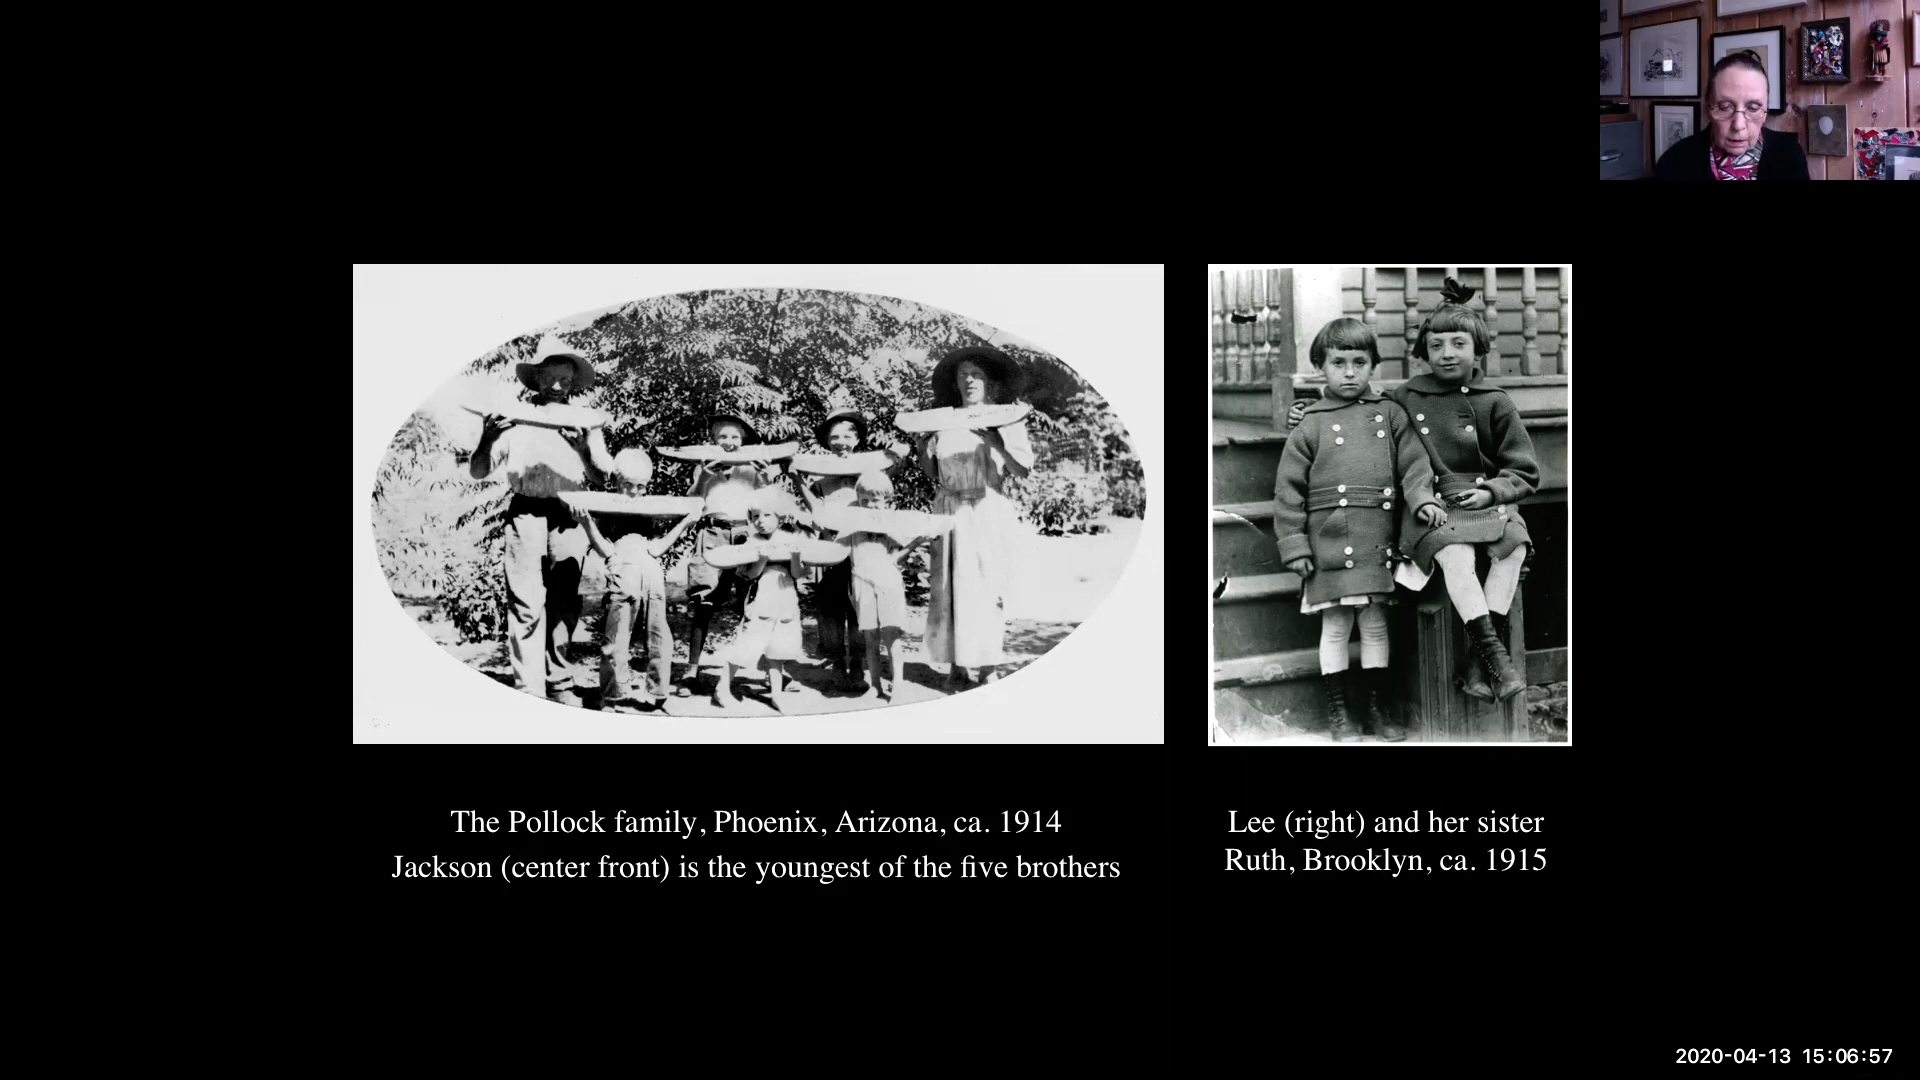 The Pollock family, Phoenix, Arizona, ca. 1914
Jackson (center front) is the youngest of the five brothers
Lee (right) and her sister
Ruth, Brooklyn, ca. 1915
2020-04-13 15:06:57